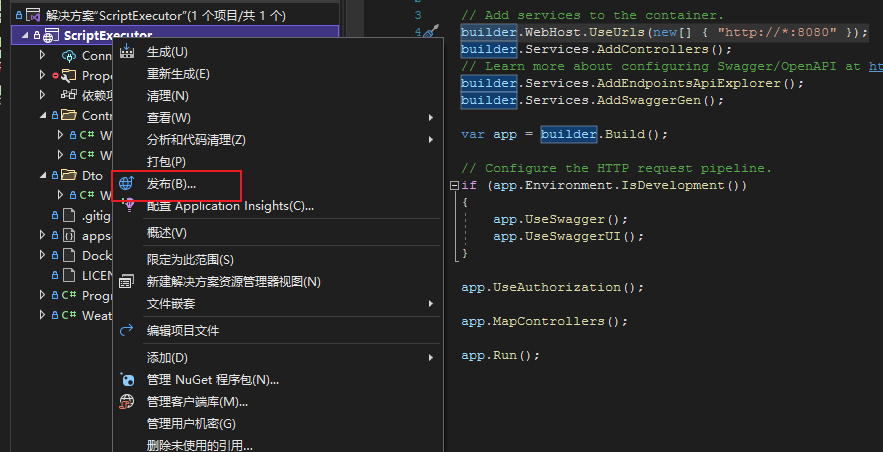 解决方案“ScriptExecutor”(1 个项目/共 1 个)
ScriptExecutor
Conn
Prope
依赖项
Contr
C# W
C# W
Dto
C# W
.gitig
apps
Dock
LICEN
C# Progr
C# Weat
生成(U)
重新生成(E)
清理(N)
查看(W)
分析和代码清理(Z)
打包(P)
发布(B)...
配置 Application Insights(C)...
概述(V)
限定为此范围(S)
新建解决方案资源管理器视图(N)
文件嵌套
编辑项目文件
添加(D)
管理 NuGet 程序包(N)...
管理客户端库(M)...
管理用户机密(G)
删除未使用的引用...
3
4
5
6
7
8
// Add services to the container.
builder.WebHost.UseUrls(new[] { "http://*:8080" });
builder.Services.AddControllers();
// Learn more about configuring Swagger/OpenAPI at ht
builder.Services.AddEndpointsApiExplorer();
builder.Services.AddSwaggerGen();
var app = builder.Build();
// Configure the HTTP request pipeline.
if (app.Environment.IsDevelopment())
{
app.UseSwagger();
app.UseSwaggerUI();
}
app.UseAuthorization();
app.MapControllers();
app.Run();